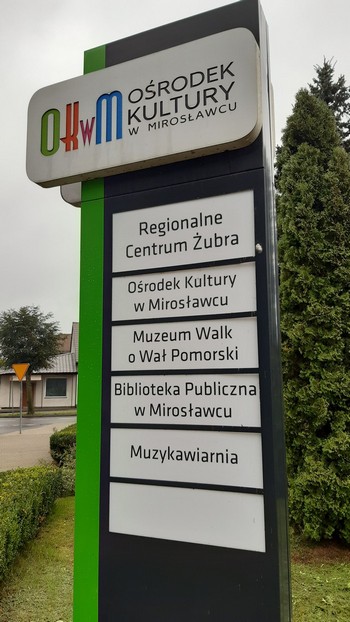 OKwM
OŚRODEK
KULTURY
W MIROSŁAWCU
Regionalne
Centrum Żubra
Ośrodek Kultury
w Mirosławcu
Muzeum Walk
o Wał Pomorski
Biblioteka Publiczna
w Mirosławcu
Muzykawiarnia